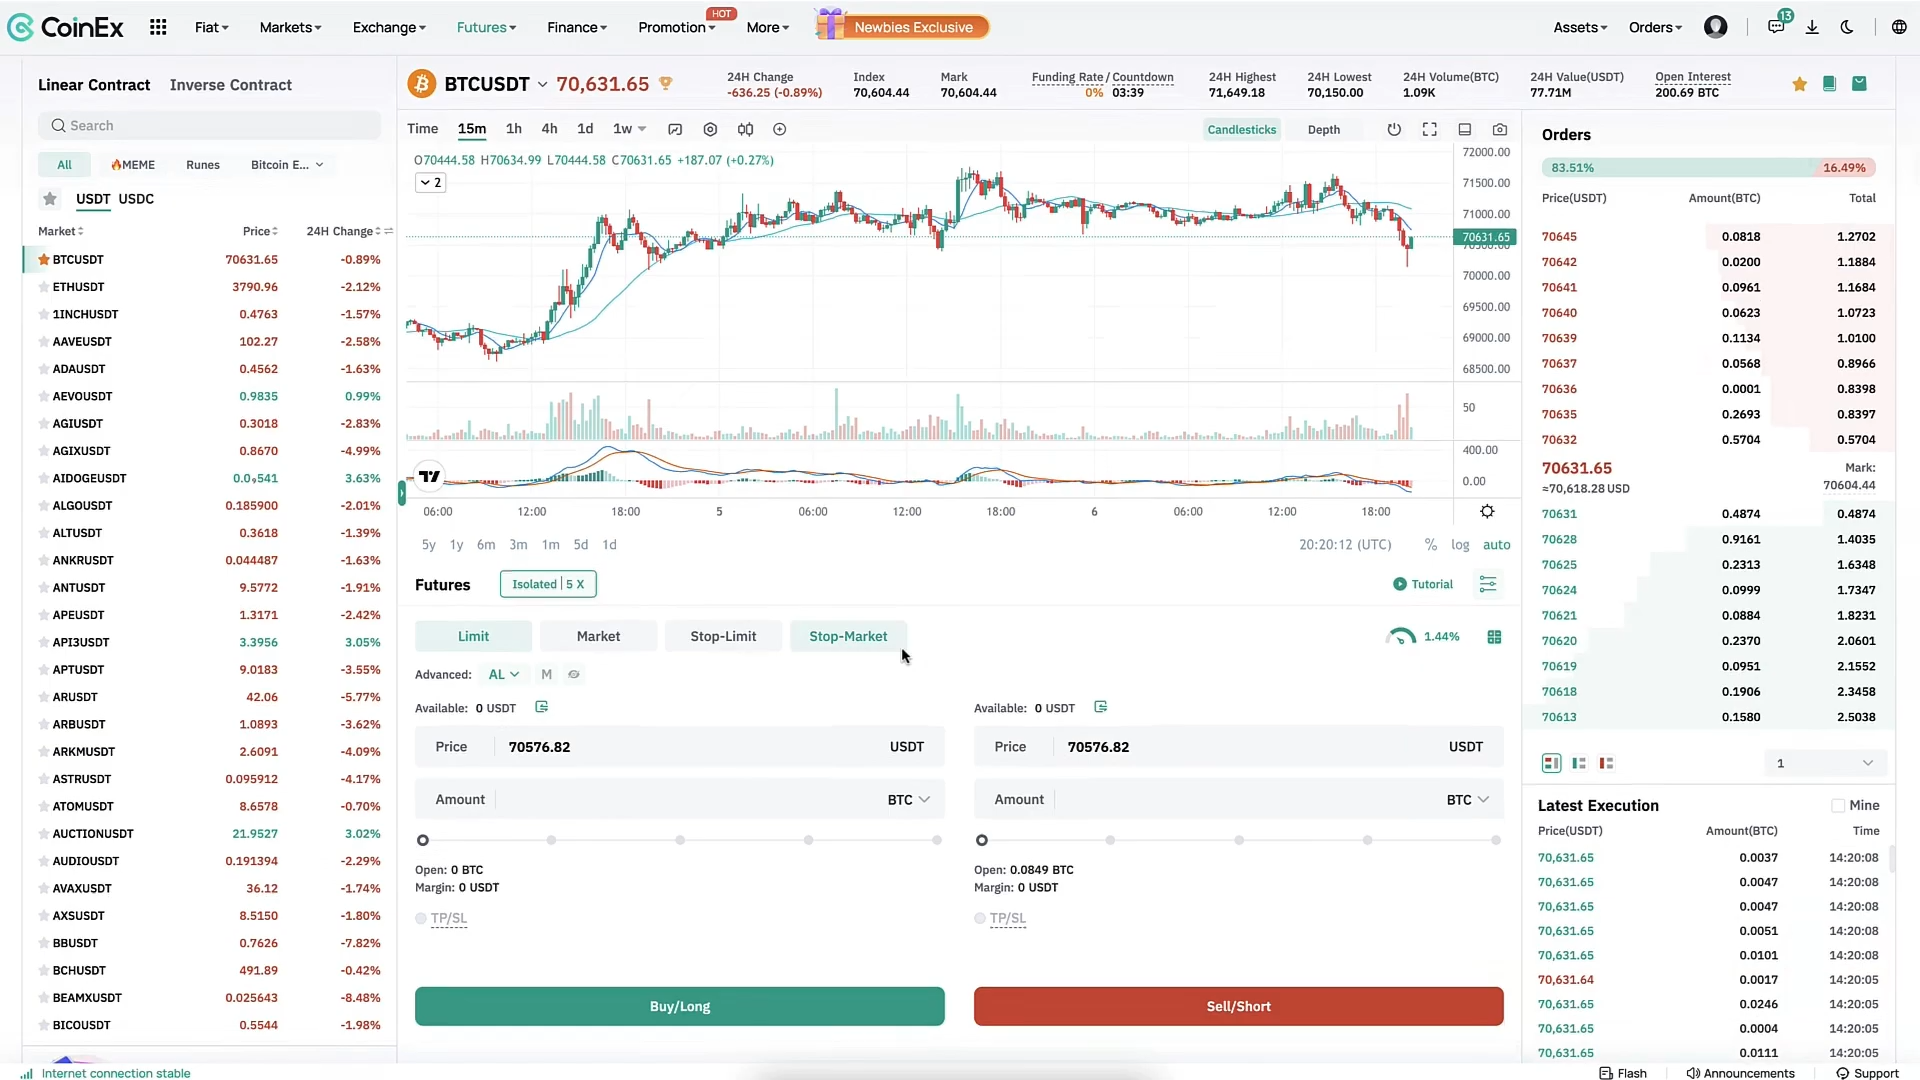 CoinEx
Fiat
Markets
Exchange
Futures
Finance
Promotion
HOT
More
Newbies Exclusive
Assets
Orders
13
Linear Contract
Inverse Contract
Search
All
🔥MEME
Runes
Bitcoin E...
USDT
USDC
Market
Price
24H Change
BTCUSDT 70631.65 -0.89%
ETHUSDT 3790.96 -2.12%
1INCHUSDT 0.4763 -1.57%
AAVEUSDT 102.27 -2.58%
ADAUSDT 0.4562 -1.63%
AEVOUSDT 0.9835 0.99%
AGIUSDT 0.3018 -2.83%
AGIXUSDT 0.8670 -4.99%
AIDOGEUSDT 0.0₉541 3.63%
ALGOUSDT 0.185900 -2.01%
ALTUSDT 0.3618 -1.39%
ANKRUSDT 0.044487 -1.63%
ANTUSDT 9.5772 -1.91%
APEUSDT 1.3171 -2.42%
API3USDT 3.3956 3.05%
APTUSDT 9.0183 -3.55%
ARUSDT 42.06 -5.77%
ARBUSDT 1.0893 -3.62%
ARKMUSDT 2.6091 -4.09%
ASTRUSDT 0.095912 -4.17%
ATOMUSDT 8.6578 -0.70%
AUCTIONUSDT 21.9527 3.02%
AUDIOUSDT 0.191394 -2.29%
AVAXUSDT 36.12 -1.74%
AXSUSDT 8.5150 -1.80%
BBUSDT 0.7626 -7.82%
BCHUSDT 491.89 -0.42%
BEAMXUSDT 0.025643 -8.48%
BICOUSDT 0.5544 -1.98%
Internet connection stable
BTCUSDT
70,631.65
24H Change
-636.25 (-0.89%)
Index
70,604.44
Mark
70,604.44
Funding Rate / Countdown
0% 03:39
24H Highest
71,649.18
24H Lowest
70,150.00
24H Volume(BTC)
1.09K
24H Value(USDT)
77.71M
Open Interest
200.69 BTC
Time 15m 1h 4h 1d 1w
Candlesticks
Depth
O70444.58 H70634.99 L70444.58 C70631.65 +187.07 (+0.27%)
2
72000.00
71500.00
71000.00
70631.65
70000.00
69500.00
69000.00
68500.00
50
400.00
0.00
06:00 12:00 18:00 5 06:00 12:00 18:00 6 06:00 12:00 18:00
5y 1y 6m 3m 1m 5d 1d
20:20:12 (UTC)
%
log
auto
Futures
Isolated | 5 X
Tutorial
Limit
Market
Stop-Limit
Stop-Market
1.44%
Advanced: AL M
Available: 0 USDT
Price 70576.82 USDT
Amount BTC
Open: 0 BTC
Margin: 0 USDT
TP/SL
Buy/Long
Available: 0 USDT
Price 70576.82 USDT
Amount BTC
Open: 0.0849 BTC
Margin: 0 USDT
TP/SL
Sell/Short
Orders
83.51% 16.49%
Price(USDT) Amount(BTC) Total
70645 0.0818 1.2702
70642 0.0200 1.1884
70641 0.0961 1.1684
70640 0.0623 1.0723
70639 0.1134 1.0100
70637 0.0568 0.8966
70636 0.0001 0.8398
70635 0.2693 0.8397
70632 0.5704 0.5704
70631.65
≈70,618.28 USD
Mark:
70604.44
70631 0.4874 0.4874
70628 0.9161 1.4035
70625 0.2313 1.6348
70624 0.0999 1.7347
70621 0.0884 1.8231
70620 0.2370 2.0601
70619 0.0951 2.1552
70618 0.1906 2.3458
70613 0.1580 2.5038
1
Latest Execution
Mine
Price(USDT) Amount(BTC) Time
70,631.65 0.0037 14:20:08
70,631.65 0.0047 14:20:08
70,631.65 0.0047 14:20:08
70,631.65 0.0051 14:20:08
70,631.65 0.0101 14:20:08
70,631.64 0.0017 14:20:05
70,631.65 0.0246 14:20:05
70,631.65 0.0004 14:20:05
70,631.65 0.0111 14:20:05
Flash
Announcements
Support